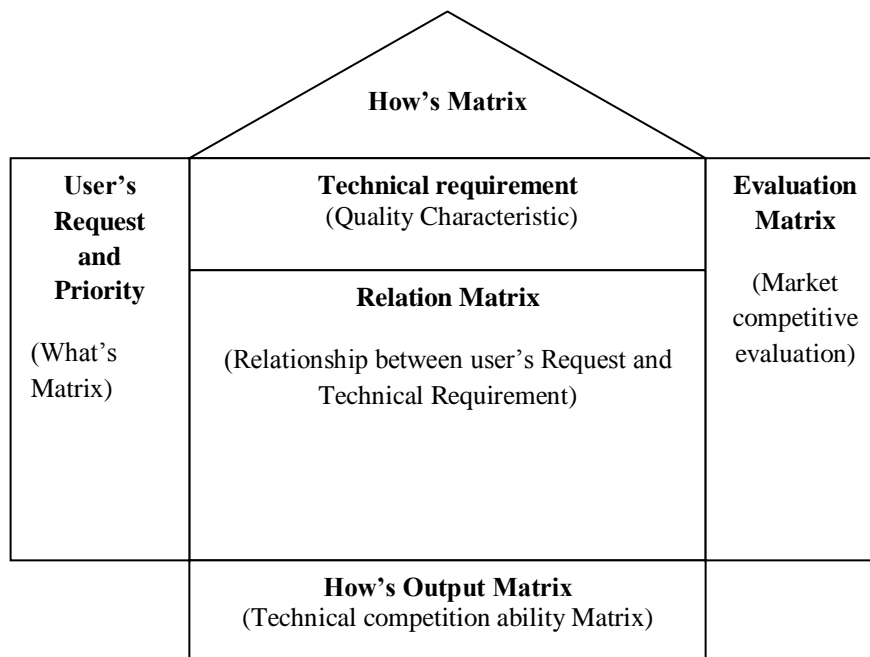 How's Matrix
User's
Request
and
Priority
(What's
Matrix)
Technical requirement
(Quality Characteristic)
Relation Matrix
(Relationship between user's Request and
Technical Requirement)
Evaluation
Matrix
(Market
competitive
evaluation)
How's Output Matrix
(Technical competition ability Matrix)